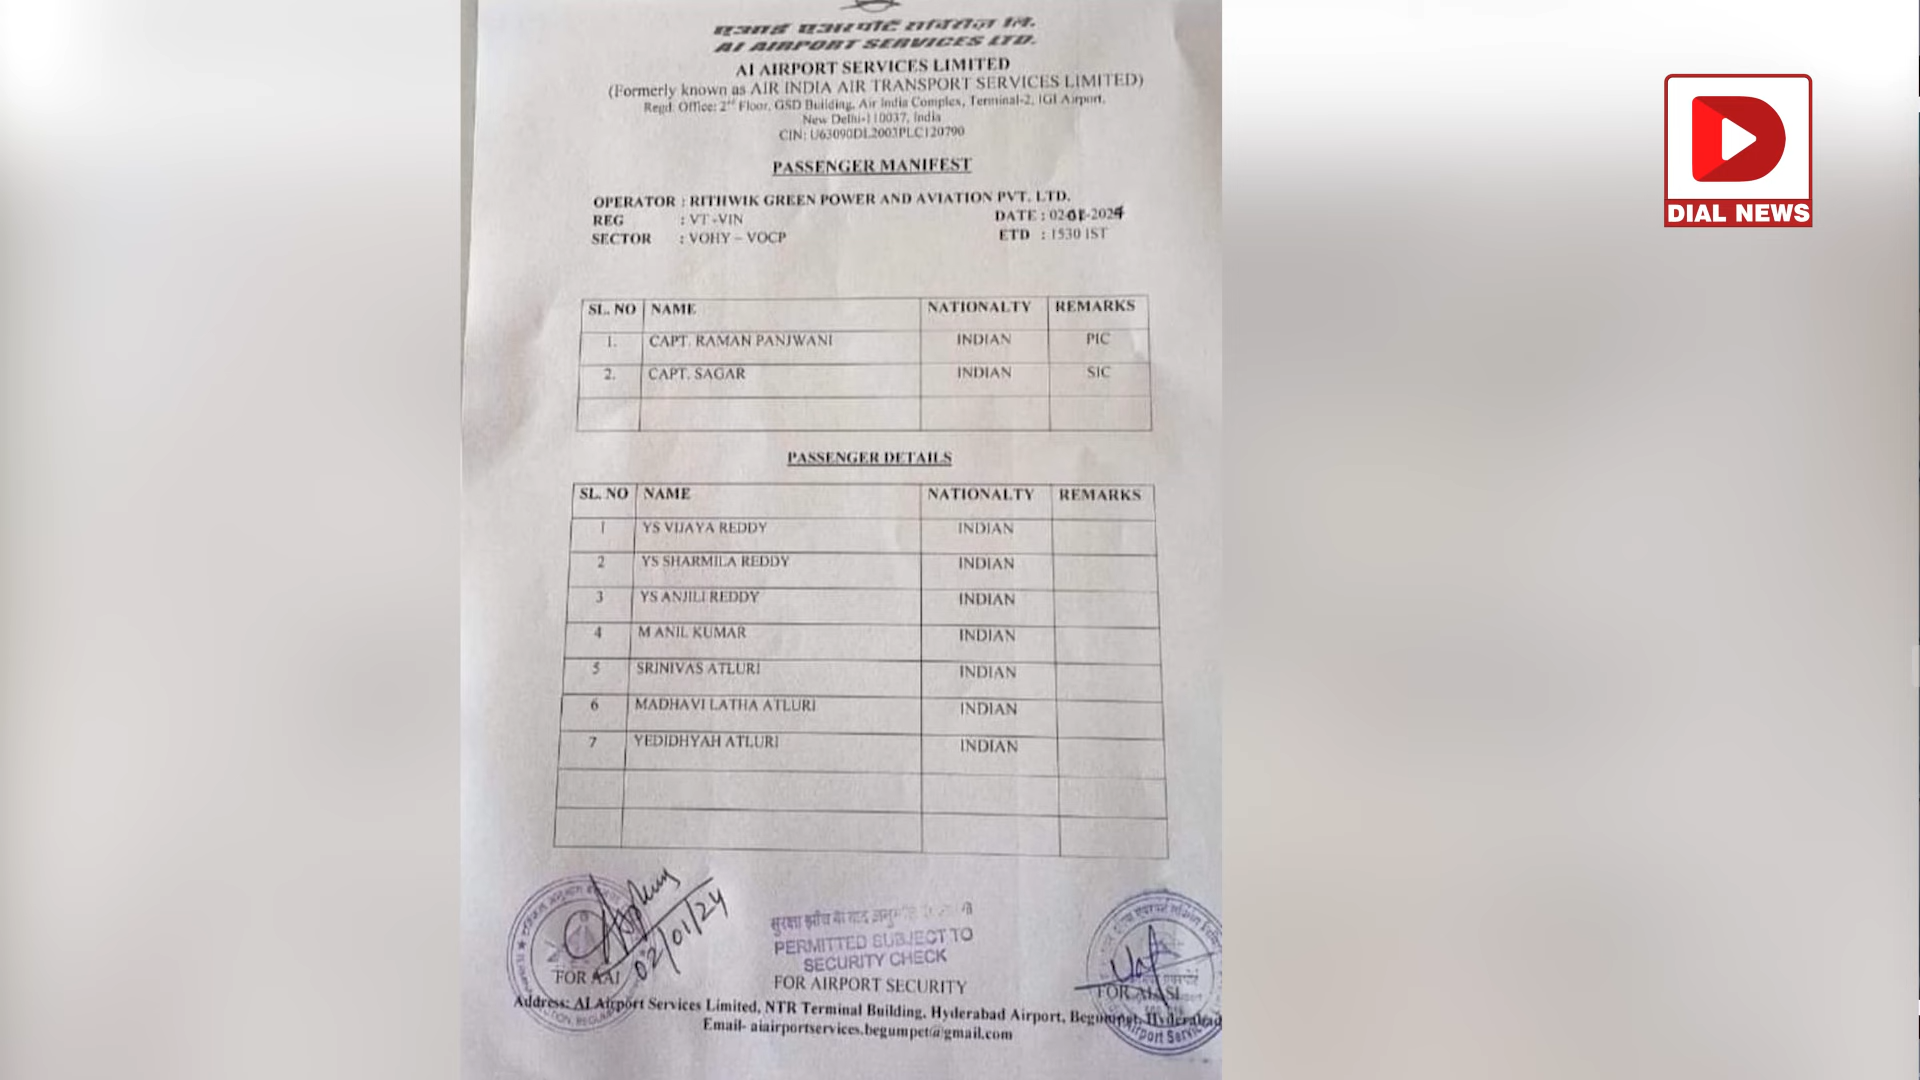 एआई एअरपोर्ट सर्विसेज लि.
AI AIRPORT SERVICES LTD.
AI AIRPORT SERVICES LIMITED
(Formerly known as AIR INDIA AIR TRANSPORT SERVICES LIMITED)
Regd. Office: 2nd Floor, GSD Building, Air India Complex, Terminal-2, IGI Airport,
New Delhi-110037, India
CIN: U63090DL2003PLC120790
DIAL NEWS
PASSENGER MANIFEST
OPERATOR : RITHWIK GREEN POWER AND AVIATION PVT. LTD.
REG : VT-VIN DATE : 02-01-2024
SECTOR : VOHY – VOCP ETD : 1530 IST
SL. NO NAME NATIONALTY REMARKS
1. CAPT. RAMAN PANJWANI INDIAN PIC
2. CAPT. SAGAR INDIAN SIC
PASSENGER DETAILS
SL. NO NAME NATIONALTY REMARKS
1 YS VIJAYA REDDY INDIAN
2 YS SHARMILA REDDY INDIAN
3 YS ANJILI REDDY INDIAN
4 M ANIL KUMAR INDIAN
5 SRINIVAS ATLURI INDIAN
6 MADHAVI LATHA ATLURI INDIAN
7 YEDIDHYAH ATLURI INDIAN
02/01/24
सुरक्षा जाँच के बाद
PERMITTED SUBJECT TO
SECURITY CHECK
FOR AAI FOR AIRPORT SECURITY FOR AIASL
Address: AI Airport Services Limited, NTR Terminal Building, Hyderabad Airport, Begumpet, Hyderabad
Email- aiairportservices.begumpet@gmail.com